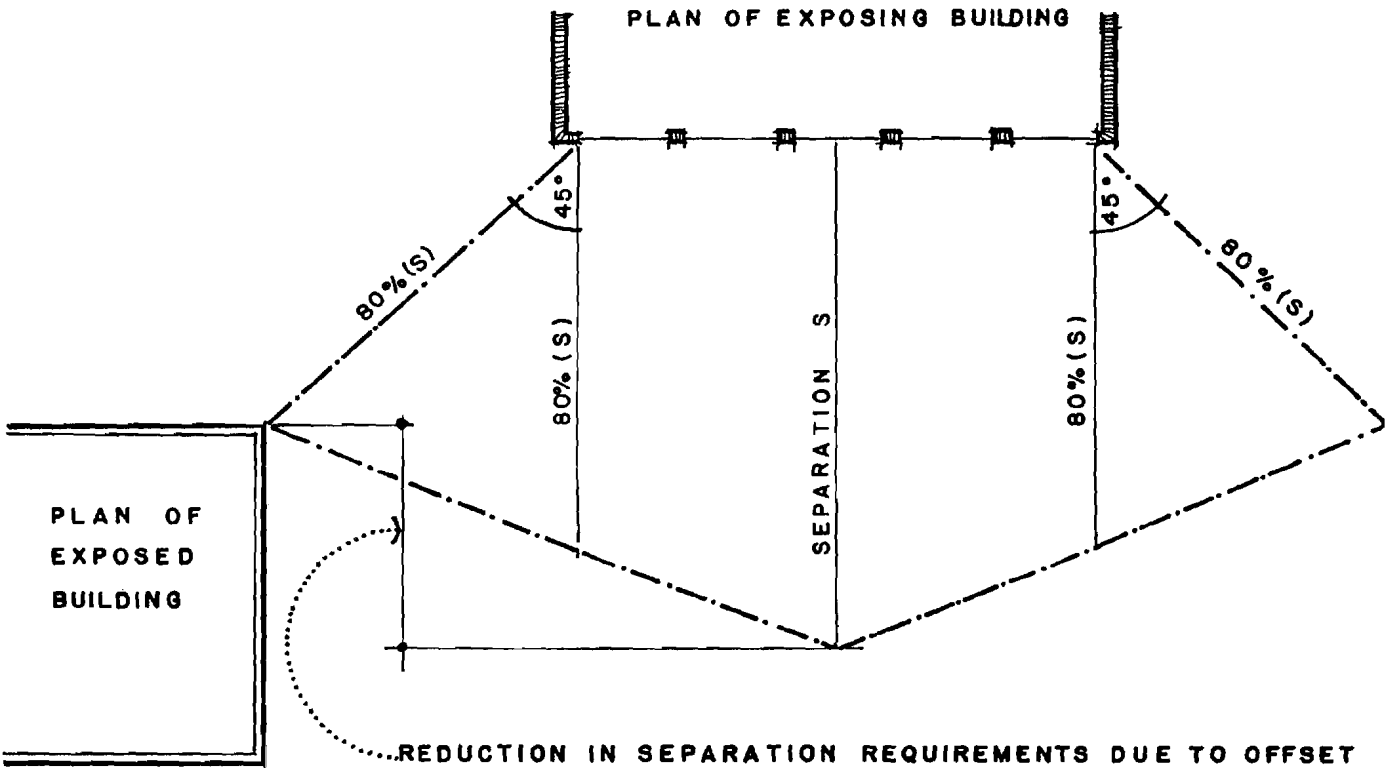 PLAN OF EXPOSING BUILDING
45°
45°
80% (S)
80% (S)
80% (S)
80% (S)
SEPARATION S
PLAN OF
EXPOSED
BUILDING
REDUCTION IN SEPARATION REQUIREMENTS DUE TO OFFSET